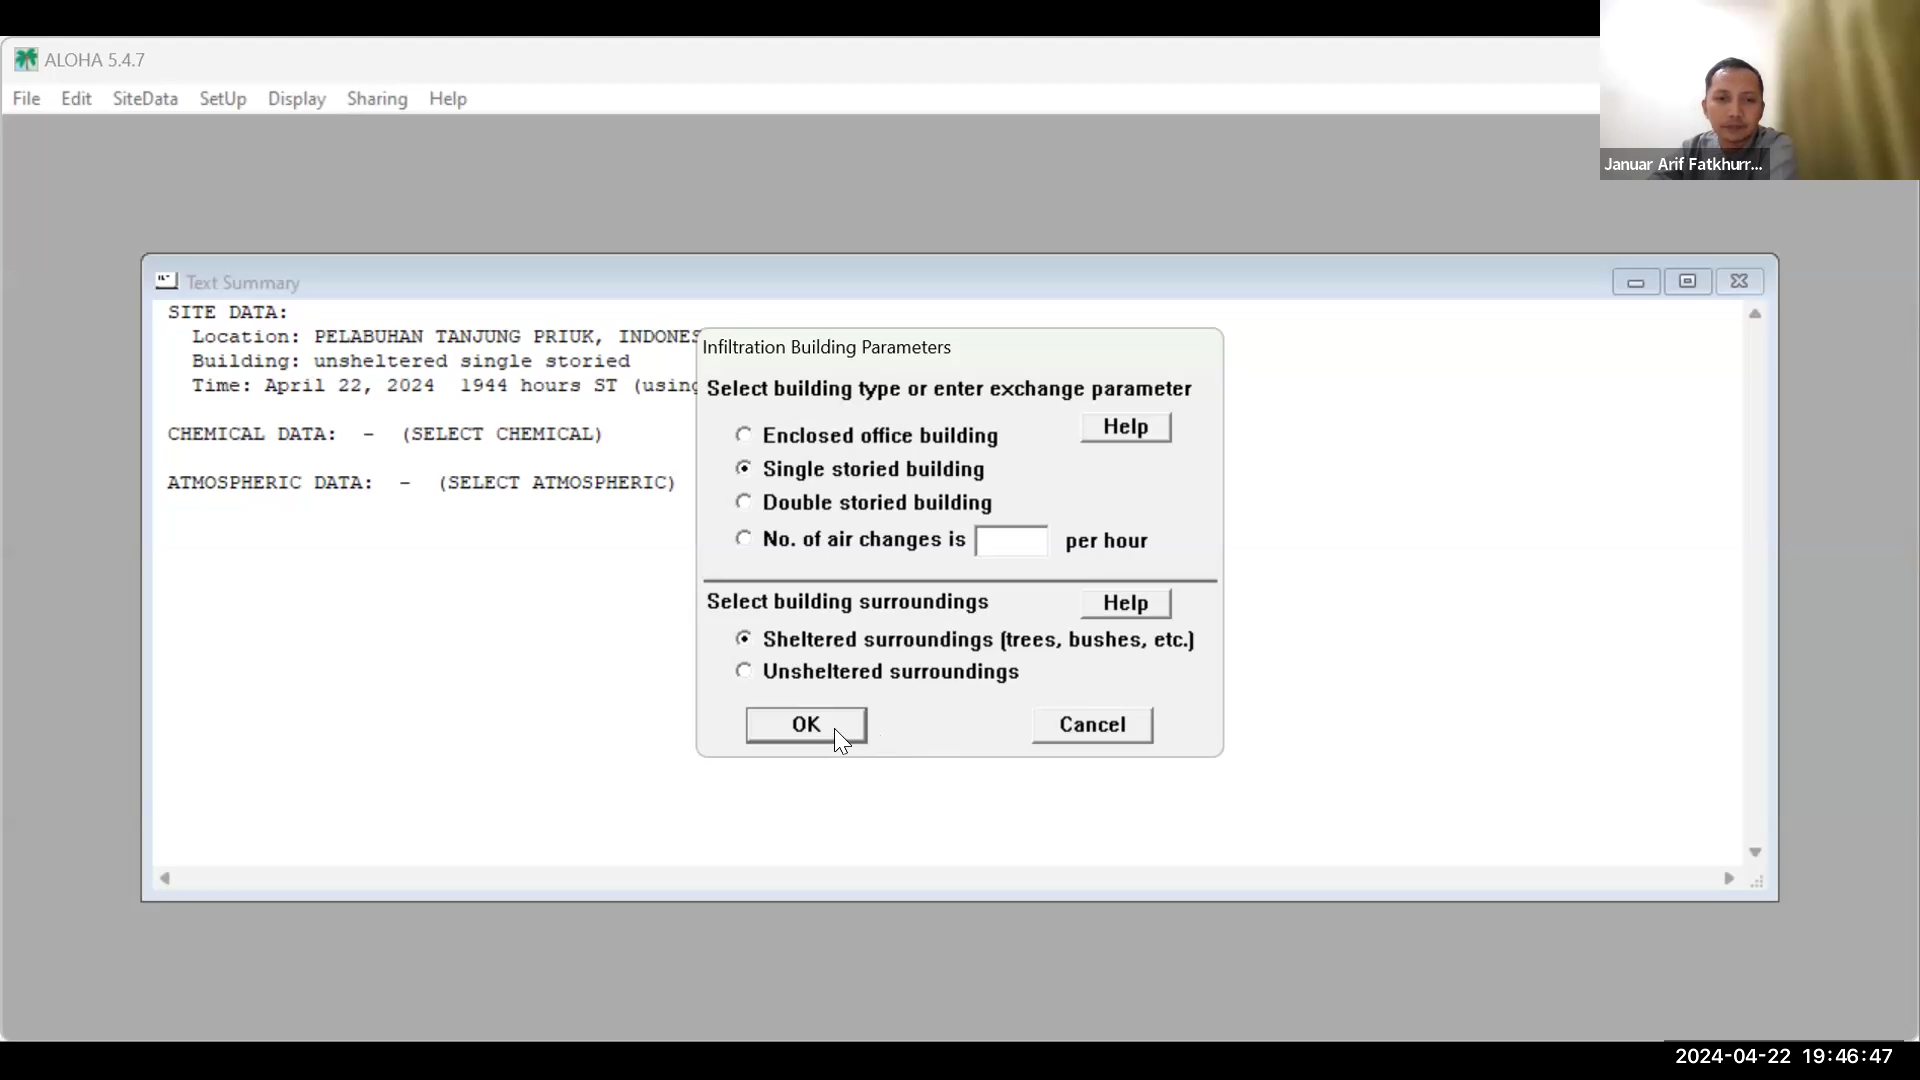 ALOHA 5.4.7
File Edit SiteData SetUp Display Sharing Help
Januar Arif Fatkhurr...
Text Summary
SITE DATA:
Location: PELABUHAN TANJUNG PRIUK, INDONES
Building: unsheltered single storied
Time: April 22, 2024 1944 hours ST (using
CHEMICAL DATA: - (SELECT CHEMICAL)
ATMOSPHERIC DATA: - (SELECT ATMOSPHERIC)
Infiltration Building Parameters
Select building type or enter exchange parameter
Help
Enclosed office building
Single storied building
Double storied building
No. of air changes is per hour
Select building surroundings
Help
Sheltered surroundings (trees, bushes, etc.)
Unsheltered surroundings
OK Cancel
2024-04-22 19:46:47